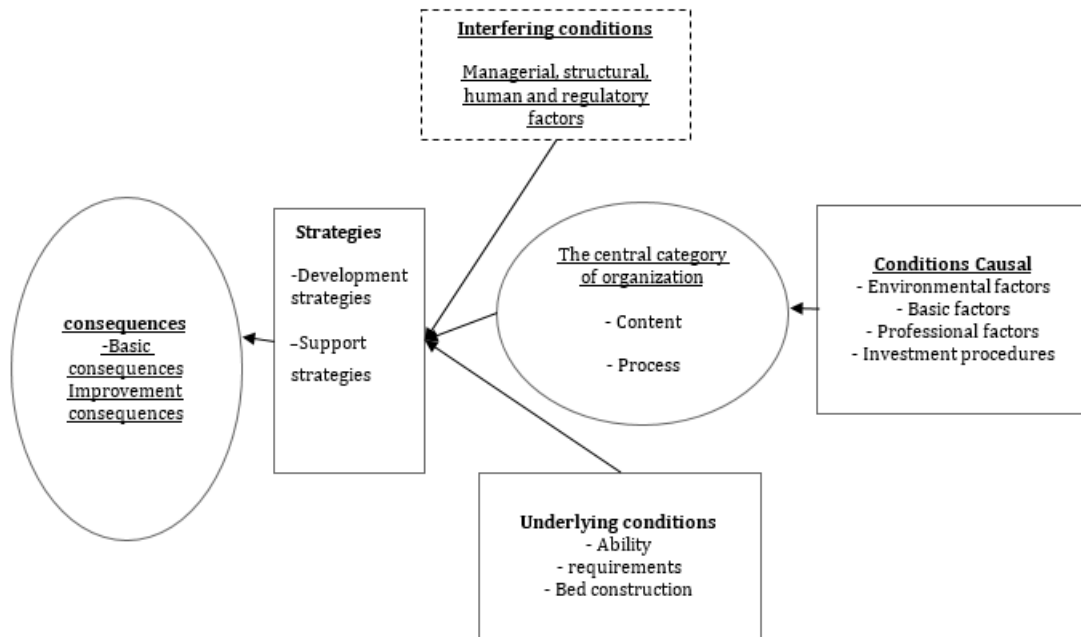 Interfering conditions
Managerial, structural,
human and regulatory
factors
consequences
-Basic
consequences
Improvement
consequences
Strategies
-Development
strategies
–Support
strategies
The central category
of organization
- Content
- Process
Conditions Causal
- Environmental factors
- Basic factors
- Professional factors
- Investment procedures
Underlying conditions
- Ability
- requirements
- Bed construction